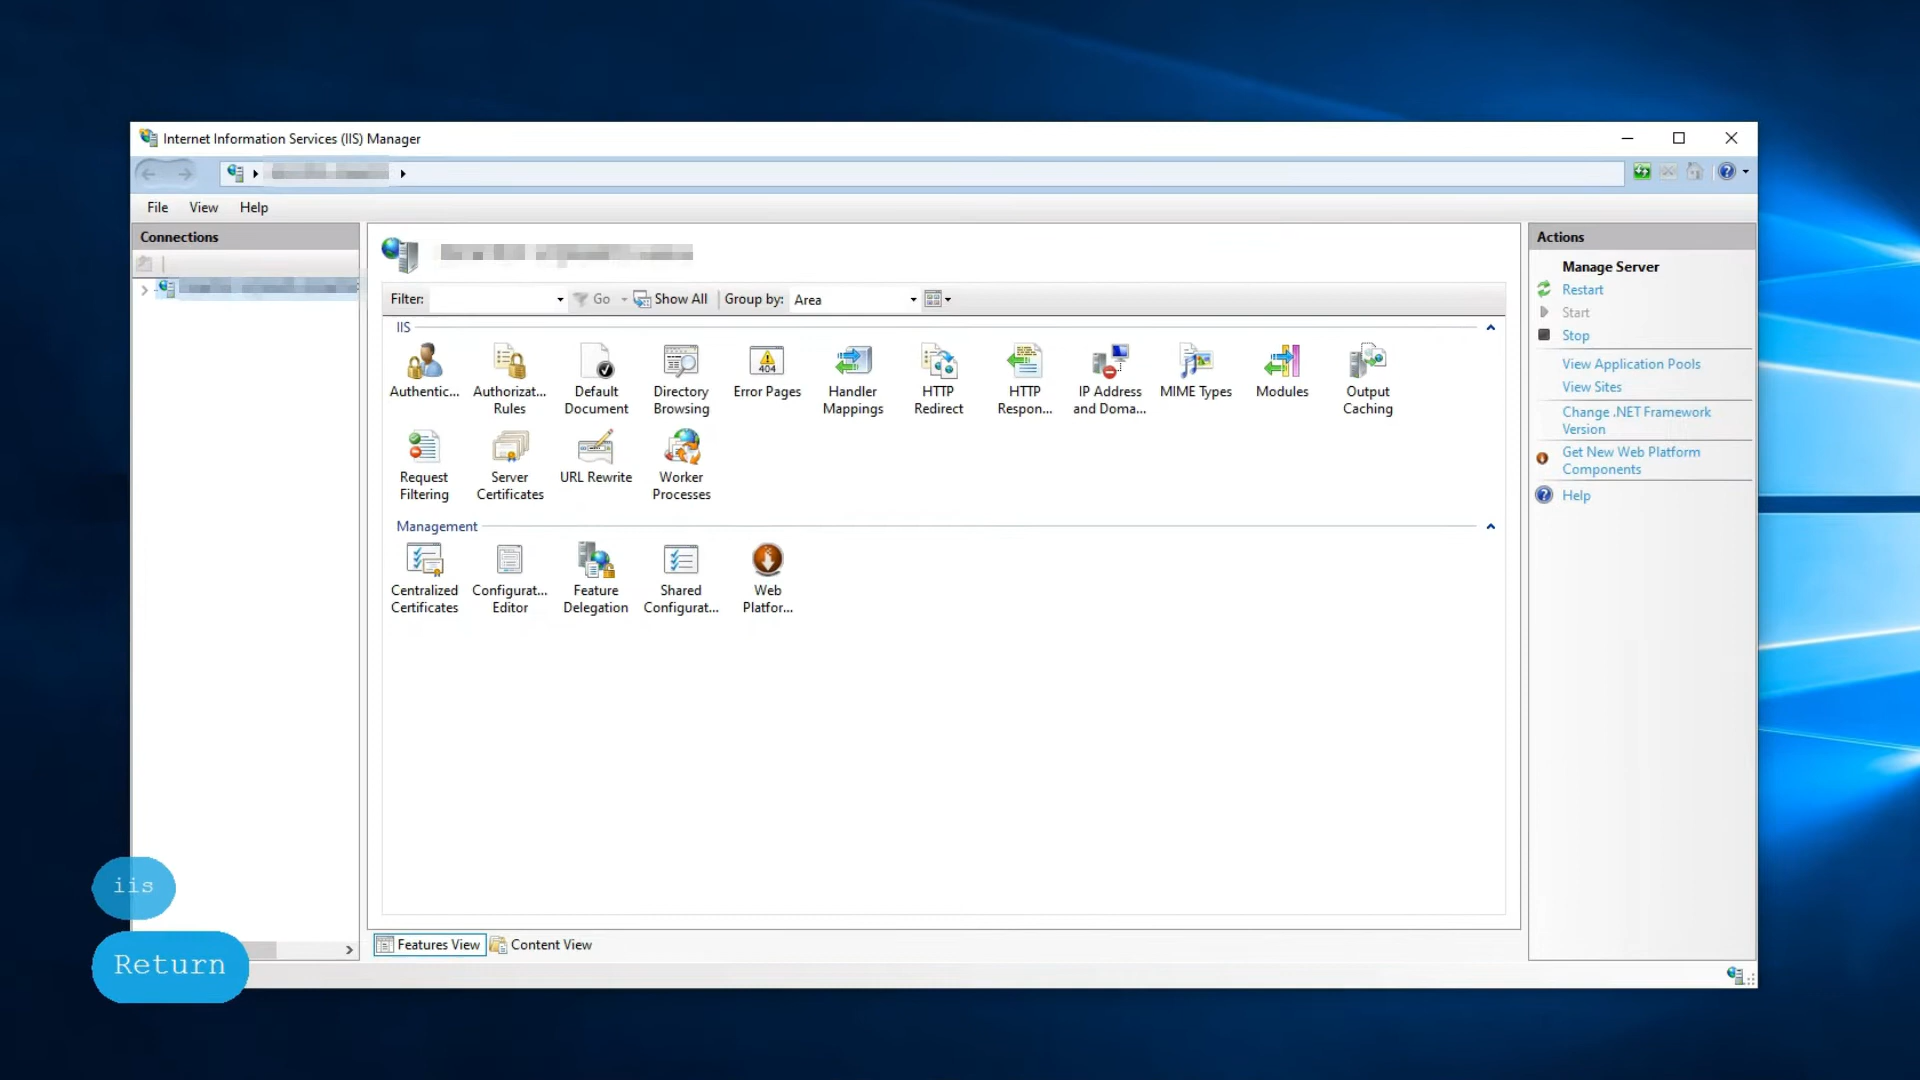 Internet Information Services (IIS) Manager
File View Help
Connections
Filter: Go Show All Group by: Area
IIS
Authentic... Authorizat... Rules Default Document Directory Browsing Error Pages Handler Mappings HTTP Redirect HTTP Respon... IP Address and Doma... MIME Types Modules Output Caching
404
Request Filtering Server Certificates URL Rewrite Worker Processes
Management
Centralized Certificates Configurat... Editor Feature Delegation Shared Configurat... Web Platfor...
Features View Content View
Actions
Manage Server
Restart
Start
Stop
View Application Pools
View Sites
Change .NET Framework
Version
Get New Web Platform
Components
Help
iis
Return